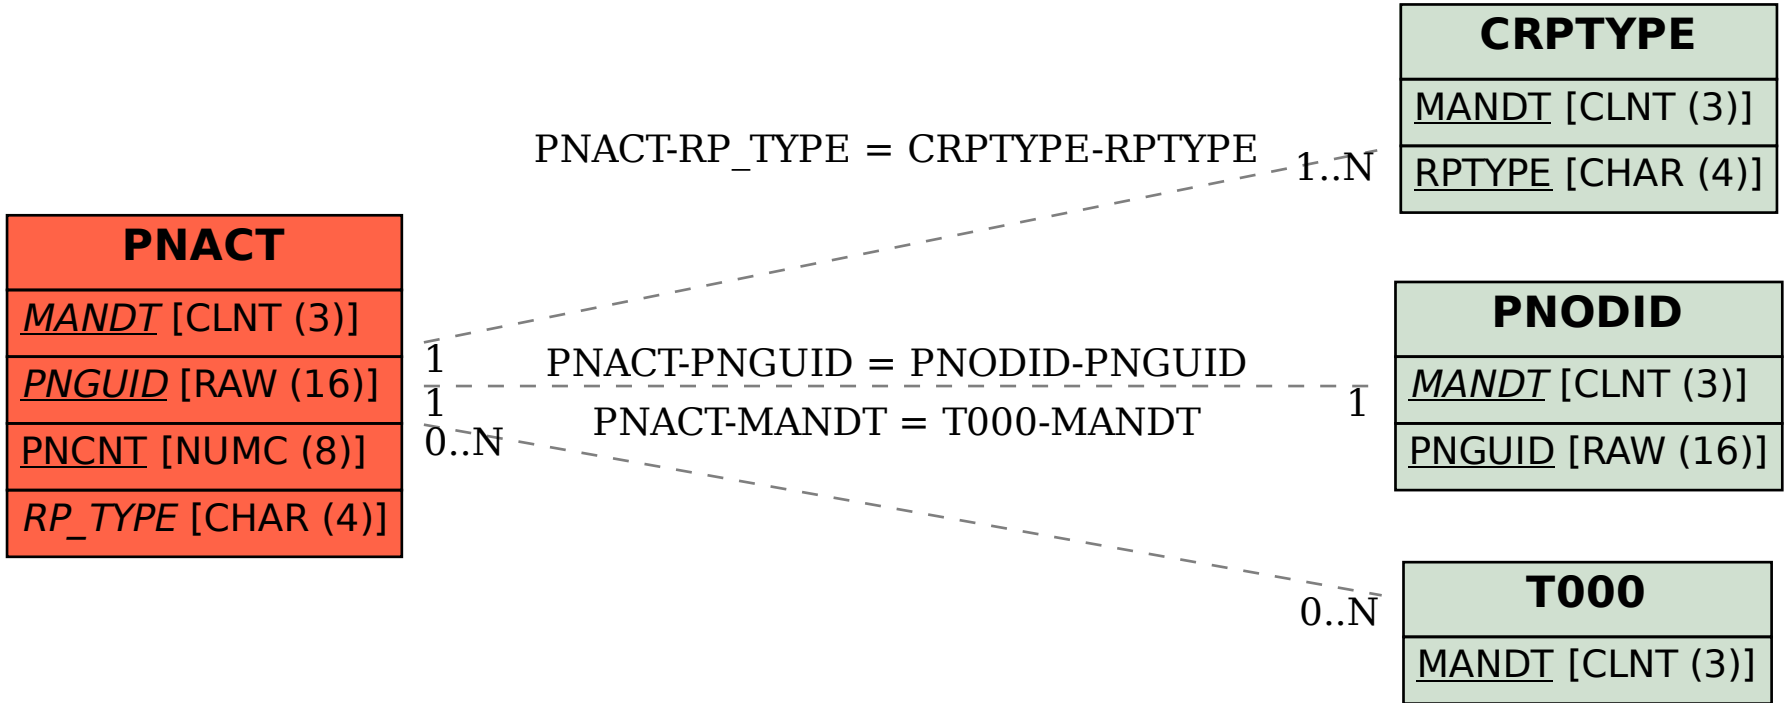 CRPTYPE
MANDT [CLNT (3)]
RPTYPE [CHAR (4)]
PNACT-RP_TYPE = CRPTYPE-RPTYPE
1..N
PNACT
MANDT [CLNT (3)]
PNGUID [RAW (16)]
PNCNT [NUMC (8)]
RP_TYPE [CHAR (4)]
1
PNACT-PNGUID = PNODID-PNGUID
1
1
PNACT-MANDT = T000-MANDT
0..N
PNODID
MANDT [CLNT (3)]
PNGUID [RAW (16)]
0..N
T000
MANDT [CLNT (3)]